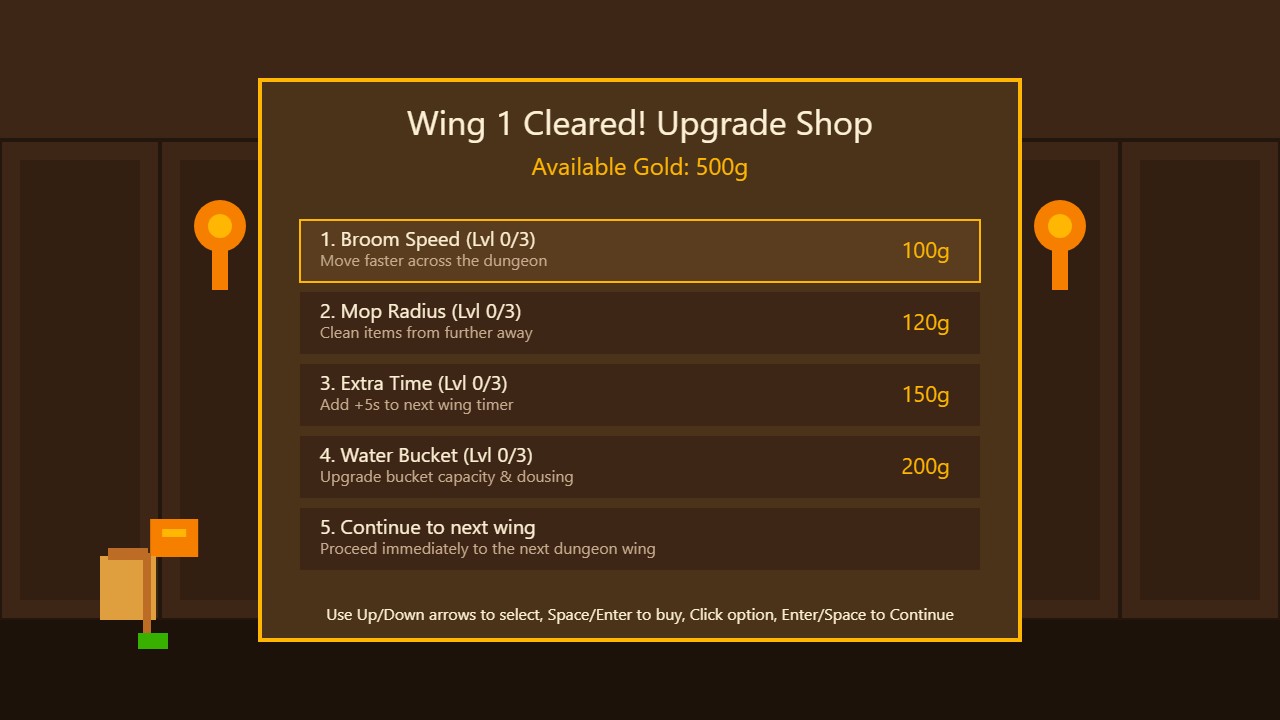 Wing 1 Cleared! Upgrade Shop
Available Gold: 500g
1. Broom Speed (Lvl 0/3)
Move faster across the dungeon
100g
2. Mop Radius (Lvl 0/3)
Clean items from further away
120g
3. Extra Time (Lvl 0/3)
Add +5s to next wing timer
150g
4. Water Bucket (Lvl 0/3)
Upgrade bucket capacity & dousing
200g
5. Continue to next wing
Proceed immediately to the next dungeon wing
Use Up/Down arrows to select, Space/Enter to buy, Click option, Enter/Space to Continue